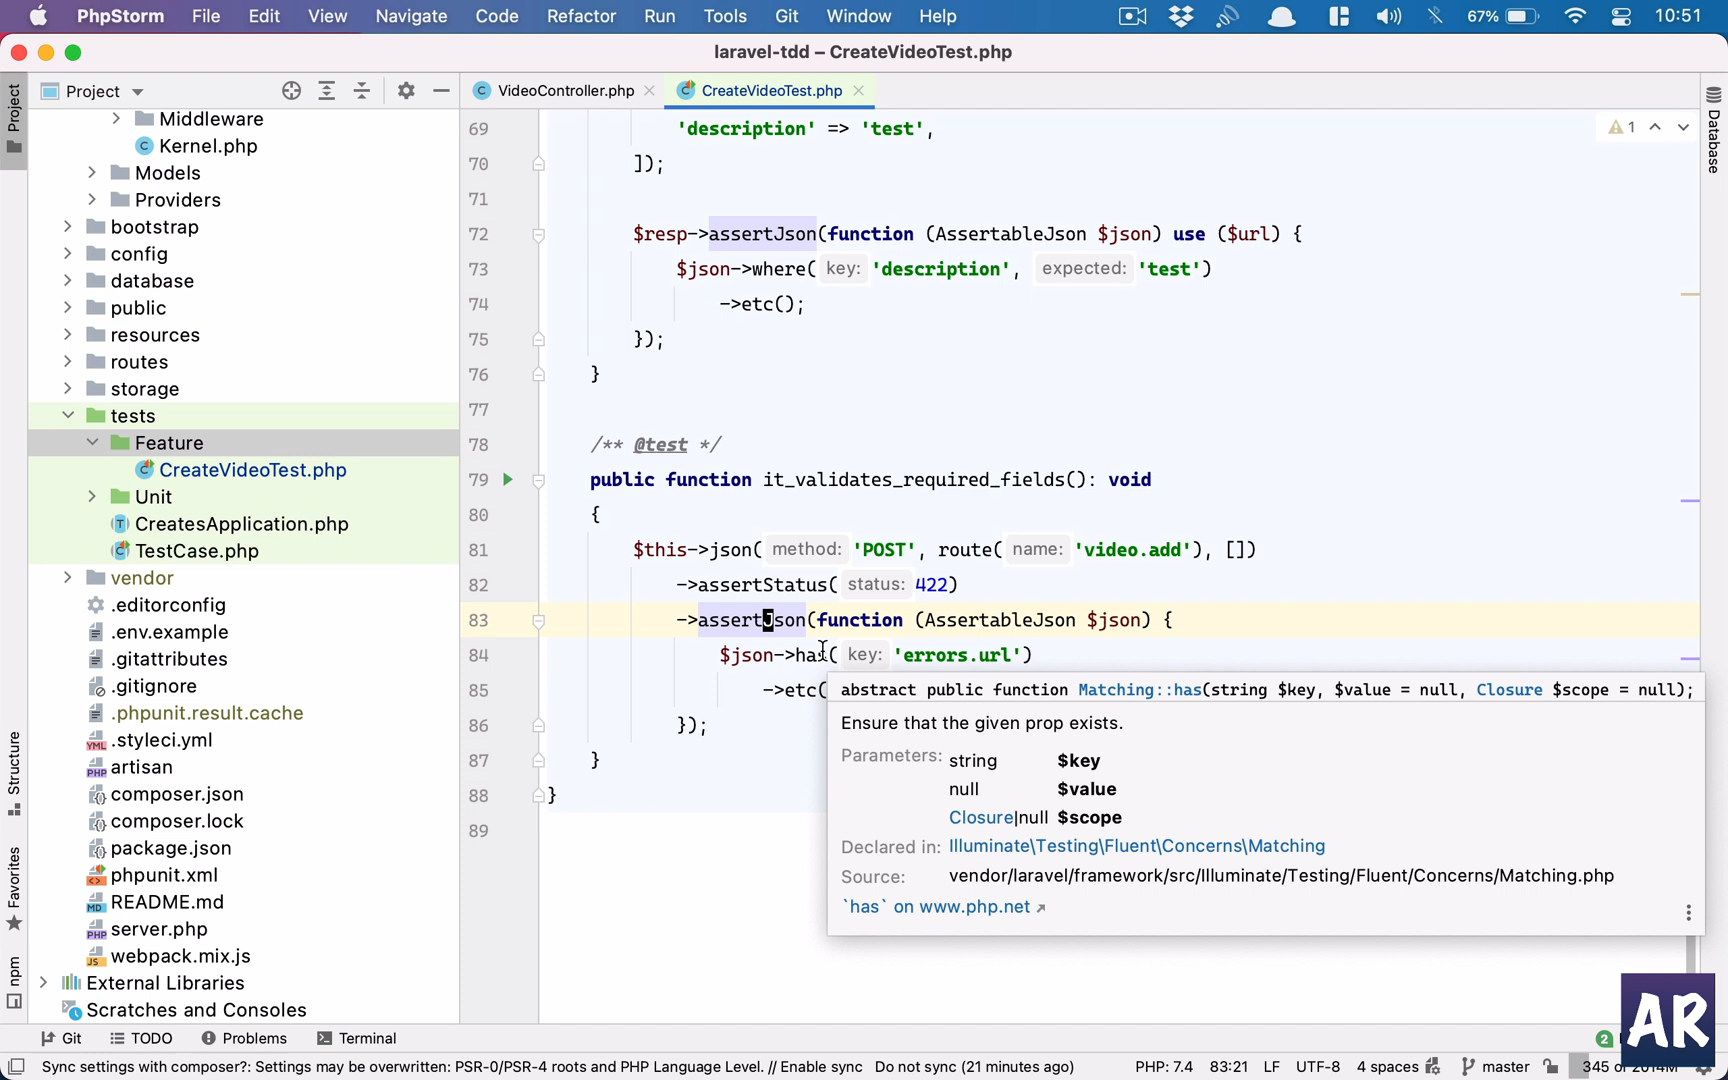 PhpStorm File Edit View Navigate Code Refactor Run Tools Git Window Help 67% 10:51
laravel-tdd – CreateVideoTest.php
Project
VideoController.php
CreateVideoTest.php
Project
Structure
Favorites
npm
Database
Middleware
Kernel.php
Models
Providers
bootstrap
config
database
public
resources
routes
storage
tests
Feature
CreateVideoTest.php
Unit
CreatesApplication.php
TestCase.php
vendor
.editorconfig
.env.example
.gitattributes
.gitignore
.phpunit.result.cache
.styleci.yml
artisan
composer.json
composer.lock
package.json
phpunit.xml
README.md
server.php
webpack.mix.js
External Libraries
Scratches and Consoles
1
69 'description' => 'test',
70 ]);
71
72 $resp->assertJson(function (AssertableJson $json) use ($url) {
73 $json->where( key: 'description', expected: 'test')
74 ->etc();
75 });
76 }
77
78 /** @test */
79 public function it_validates_required_fields(): void
80 {
81 $this->json( method: 'POST', route( name: 'video.add'), [])
82 ->assertStatus( status: 422)
83 ->assertJson(function (AssertableJson $json) {
84 $json->has( key: 'errors.url')
85 ->etc(
86 });
87 }
88 }
89
abstract public function Matching::has(string $key, $value = null, Closure $scope = null);
Ensure that the given prop exists.
Parameters: string $key
null $value
Closure|null $scope
Declared in: Illuminate\Testing\Fluent\Concerns\Matching
Source: vendor/laravel/framework/src/Illuminate/Testing/Fluent/Concerns/Matching.php
`has` on www.php.net ↗
AR
Git TODO Problems Terminal 2
Sync settings with composer?: Settings may be overwritten: PSR-0/PSR-4 roots and PHP Language Level. // Enable sync Do not sync (21 minutes ago) PHP: 7.4 83:21 LF UTF-8 4 spaces master 345 of 2014M